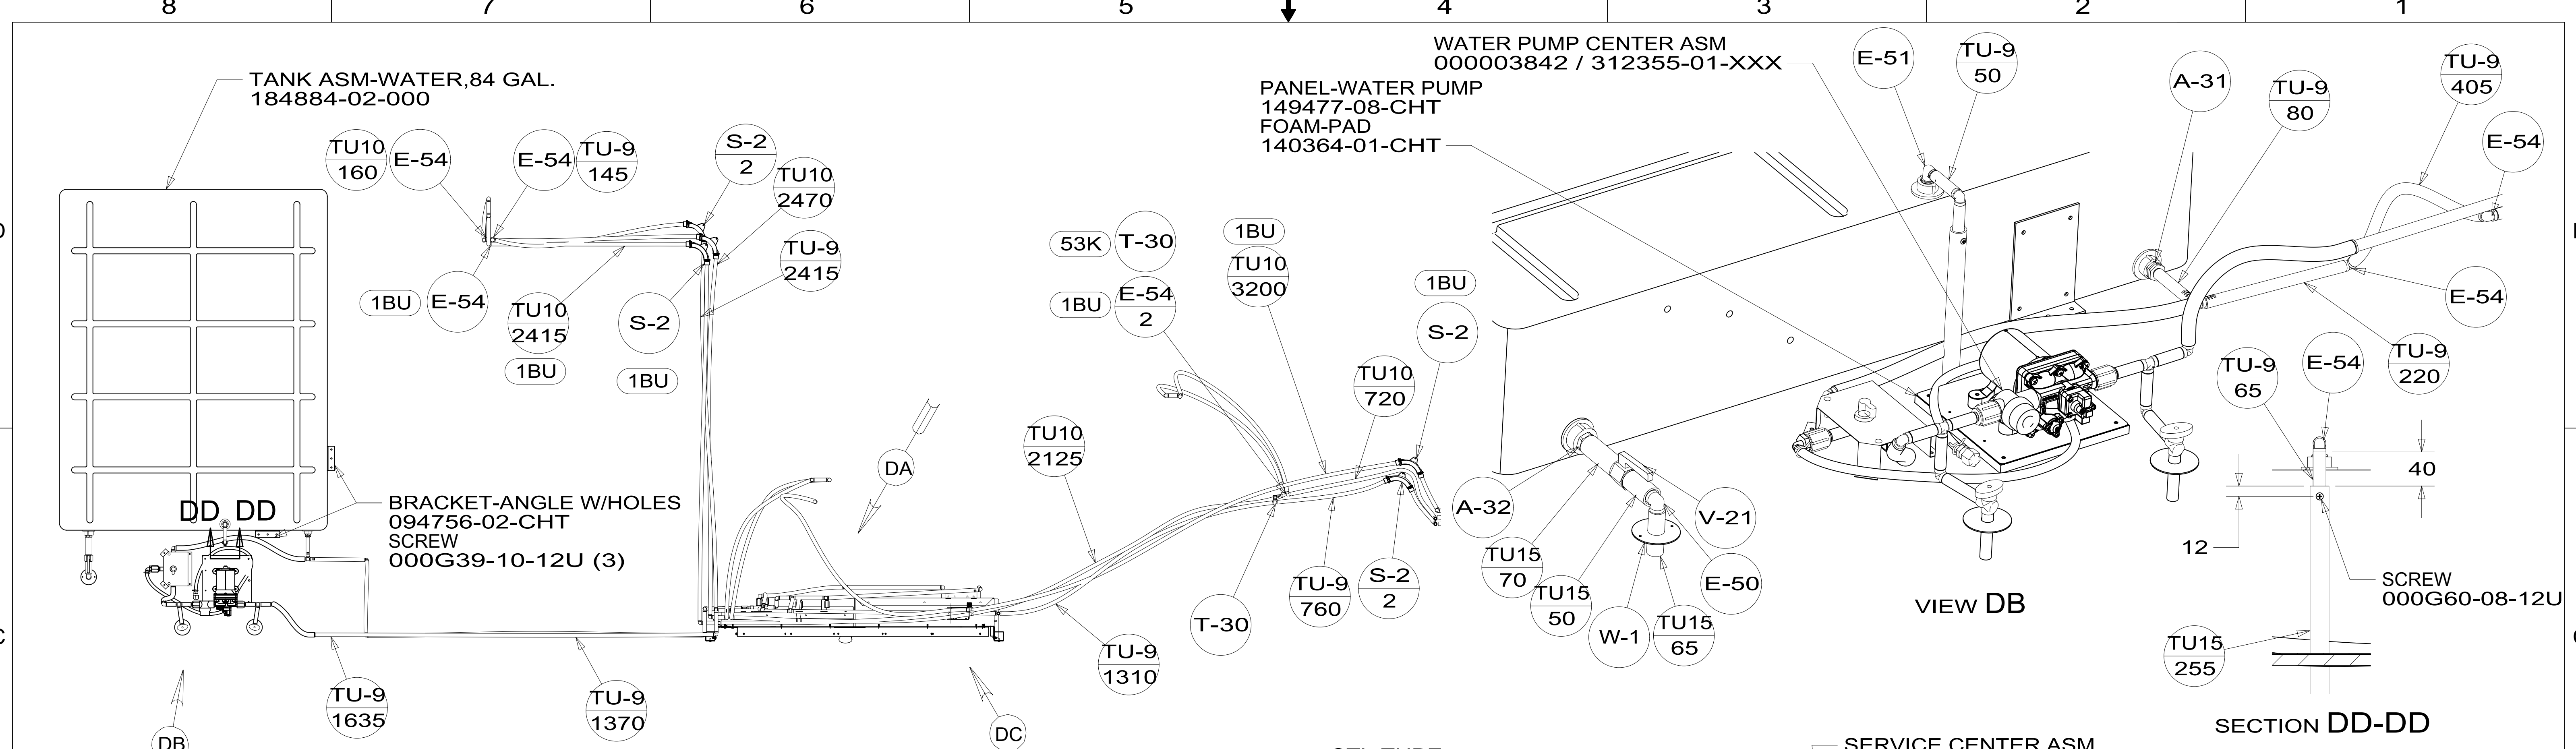 8 7 6 5 4 3 2 1
TANK ASM-WATER,84 GAL.
184884-02-000
TU10
160
E-54
E-54
TU-9
145
S-2
2
TU10
2470
TU-9
2415
1BU
E-54
TU10
2415
1BU
S-2
1BU
DD DD
BRACKET-ANGLE W/HOLES
094756-02-CHT
SCREW
000G39-10-12U (3)
DA
TU-9
1635
TU-9
1370
DB
DC
53K
T-30
1BU
E-54
2
1BU
TU10
3200
1BU
S-2
TU10
720
TU10
2125
T-30
TU-9
760
S-2
2
TU-9
1310
WATER PUMP CENTER ASM
000003842 / 312355-01-XXX
PANEL-WATER PUMP
149477-08-CHT
FOAM-PAD
140364-01-CHT
E-51
TU-9
50
A-31
TU-9
80
TU-9
405
E-54
E-54
TU-9
220
A-32
TU15
70
TU15
50
W-1
TU15
65
E-50
V-21
VIEW DB
TU-9
65
E-54
40
12
SCREW
000G60-08-12U
TU15
255
SECTION DD-DD
SERVICE CENTER ASM